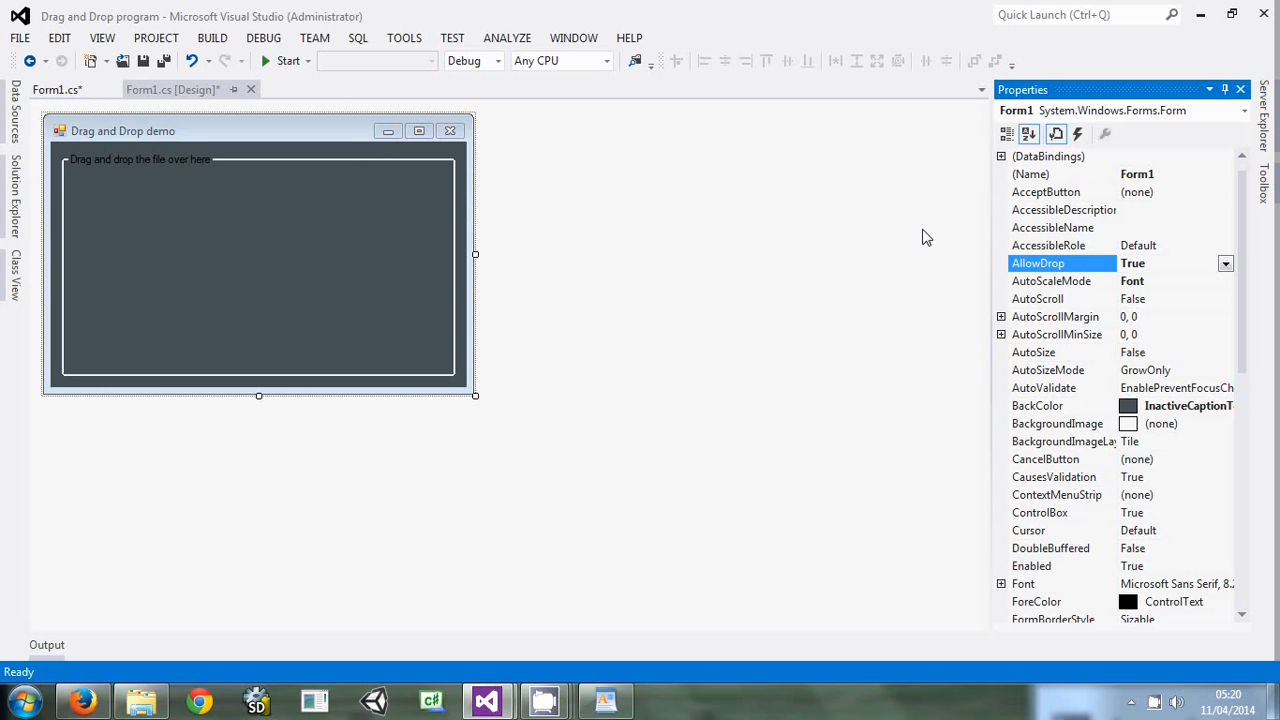 Drag and Drop program - Microsoft Visual Studio (Administrator)
Quick Launch (Ctrl+Q)
FILE EDIT VIEW PROJECT BUILD DEBUG TEAM SQL TOOLS TEST ANALYZE WINDOW HELP
Start Debug Any CPU
Form1.cs* Form1.cs [Design]*
Data Sources
Solution Explorer
Class View
Drag and Drop demo
Drag and drop the file over here
Properties
Form1 System.Windows.Forms.Form
(DataBindings)
(Name) Form1
AcceptButton (none)
AccessibleDescription
AccessibleName
AccessibleRole Default
AllowDrop True
AutoScaleMode Font
AutoScroll False
AutoScrollMargin 0, 0
AutoScrollMinSize 0, 0
AutoSize False
AutoSizeMode GrowOnly
AutoValidate EnablePreventFocusCh
BackColor InactiveCaptionT
BackgroundImage (none)
BackgroundImageLay Tile
CancelButton (none)
CausesValidation True
ContextMenuStrip (none)
ControlBox True
Cursor Default
DoubleBuffered False
Enabled True
Font Microsoft Sans Serif, 8.2
ForeColor ControlText
FormBorderStyle Sizable
Server Explorer
Toolbox
Output
Ready
SD
C#
05:20
11/04/2014